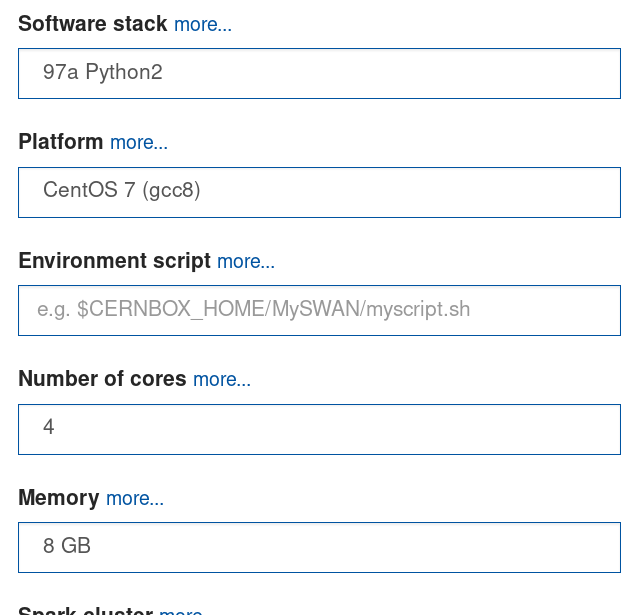 Software stack more...
97a Python2
Platform more...
CentOS 7 (gcc8)
Environment script more...
e.g. $CERNBOX_HOME/MySWAN/myscript.sh
Number of cores more...
4
Memory more...
8 GB
Spark cluster more